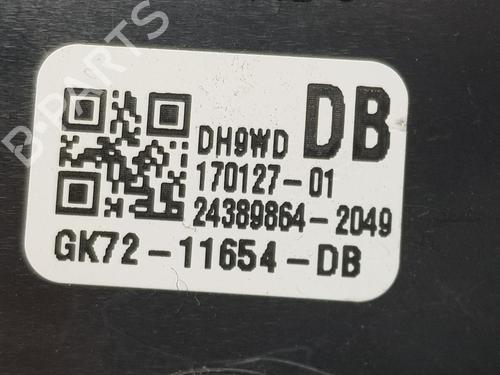 B-PARTS
DH9WD DB
170127-01
24389864-2049
GK72-11654-DB